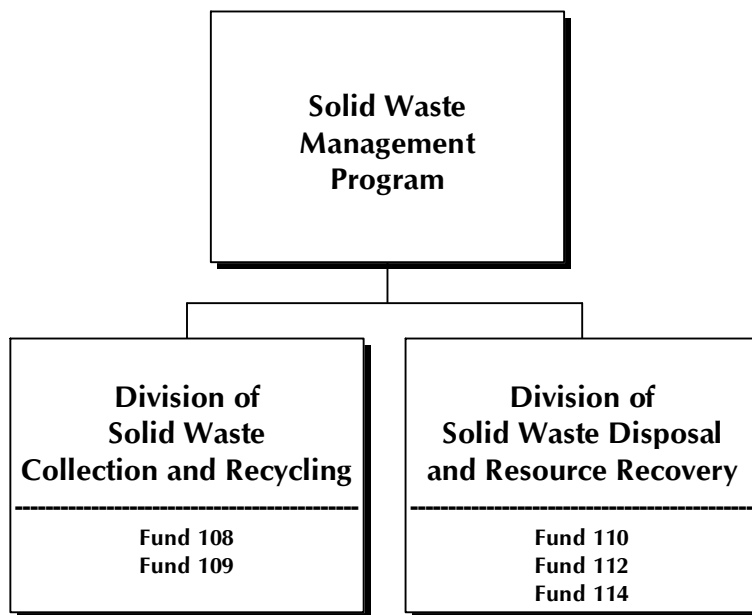 Solid Waste
Management
Program
Division of
Solid Waste
Collection and Recycling
Fund 108
Fund 109
Division of
Solid Waste Disposal
and Resource Recovery
Fund 110
Fund 112
Fund 114